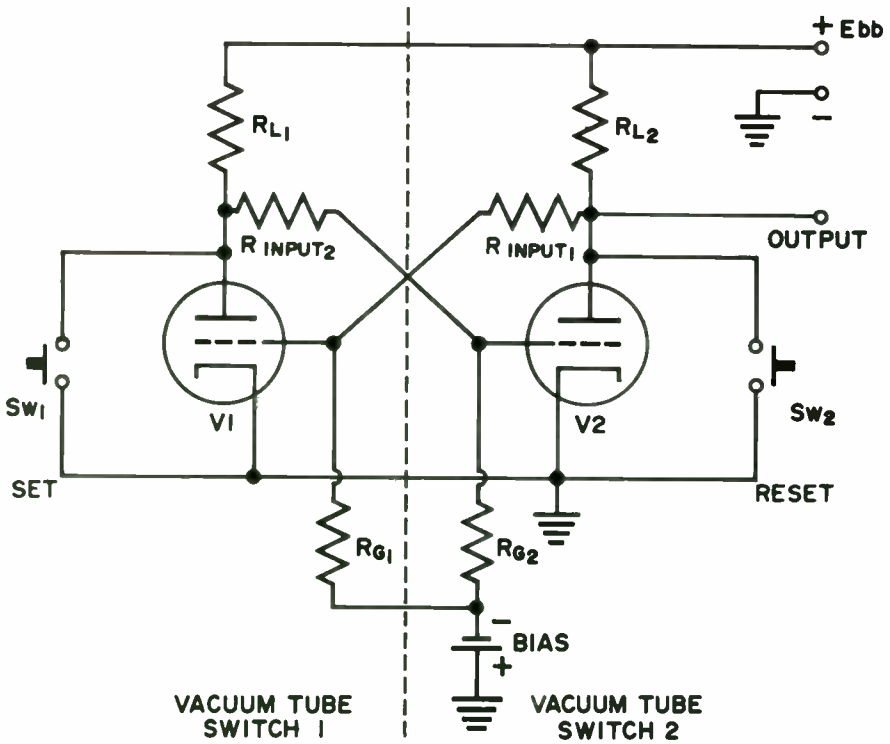 + Ebb
-
RL1
RL2
R INPUT2
R INPUT1
OUTPUT
SW1
V1
V2
SW2
SET
RESET
RG1
RG2
-
BIAS
+
VACUUM TUBE
SWITCH 1
VACUUM TUBE
SWITCH 2